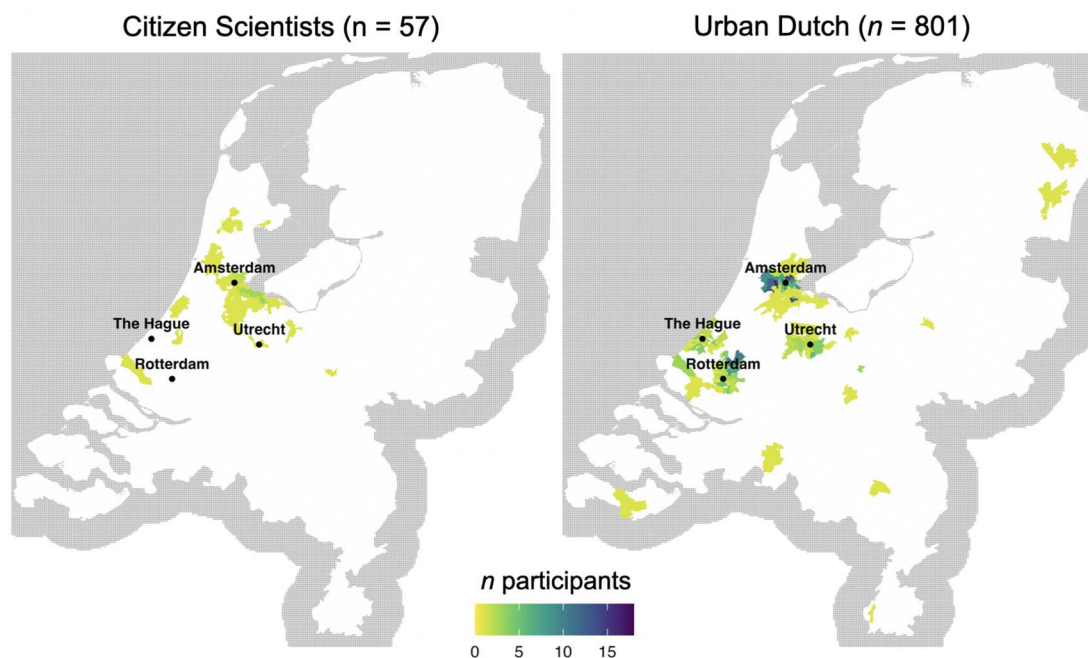 Citizen Scientists (n = 57)
Urban Dutch (n = 801)
Amsterdam
The Hague
Utrecht
Rotterdam
Amsterdam
The Hague
Utrecht
Rotterdam
n participants
0 5 10 15